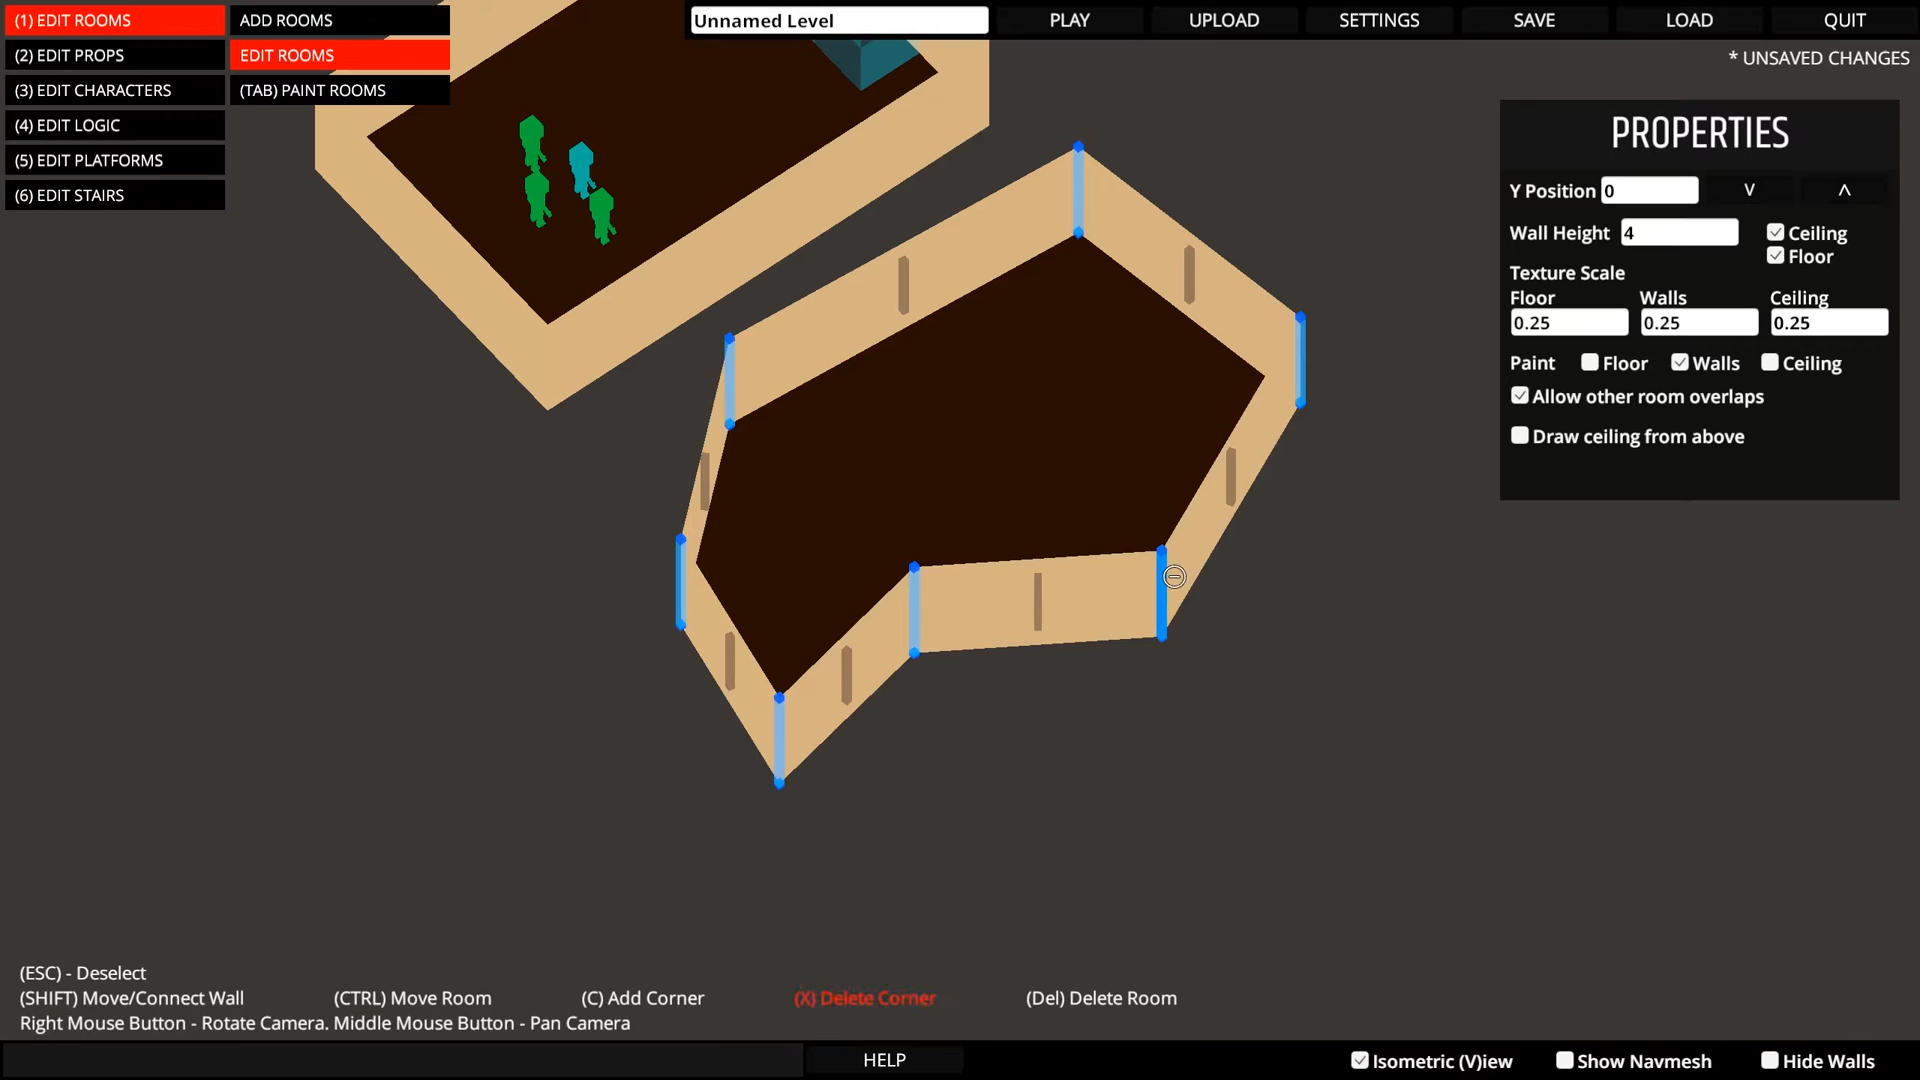 (1) EDIT ROOMS
ADD ROOMS
Unnamed Level
PLAY
UPLOAD
SETTINGS
SAVE
LOAD
QUIT
(2) EDIT PROPS
EDIT ROOMS
* UNSAVED CHANGES
(3) EDIT CHARACTERS
(TAB) PAINT ROOMS
(4) EDIT LOGIC
(5) EDIT PLATFORMS
(6) EDIT STAIRS
PROPERTIES
Y Position 0 V Λ
Wall Height 4
Ceiling
Floor
Texture Scale
Floor Walls Ceiling
0.25 0.25 0.25
Paint Floor Walls Ceiling
Allow other room overlaps
Draw ceiling from above
(ESC) - Deselect
(SHIFT) Move/Connect Wall (CTRL) Move Room (C) Add Corner (X) Delete Corner (Del) Delete Room
Right Mouse Button - Rotate Camera. Middle Mouse Button - Pan Camera
HELP
Isometric (V)iew
Show Navmesh
Hide Walls